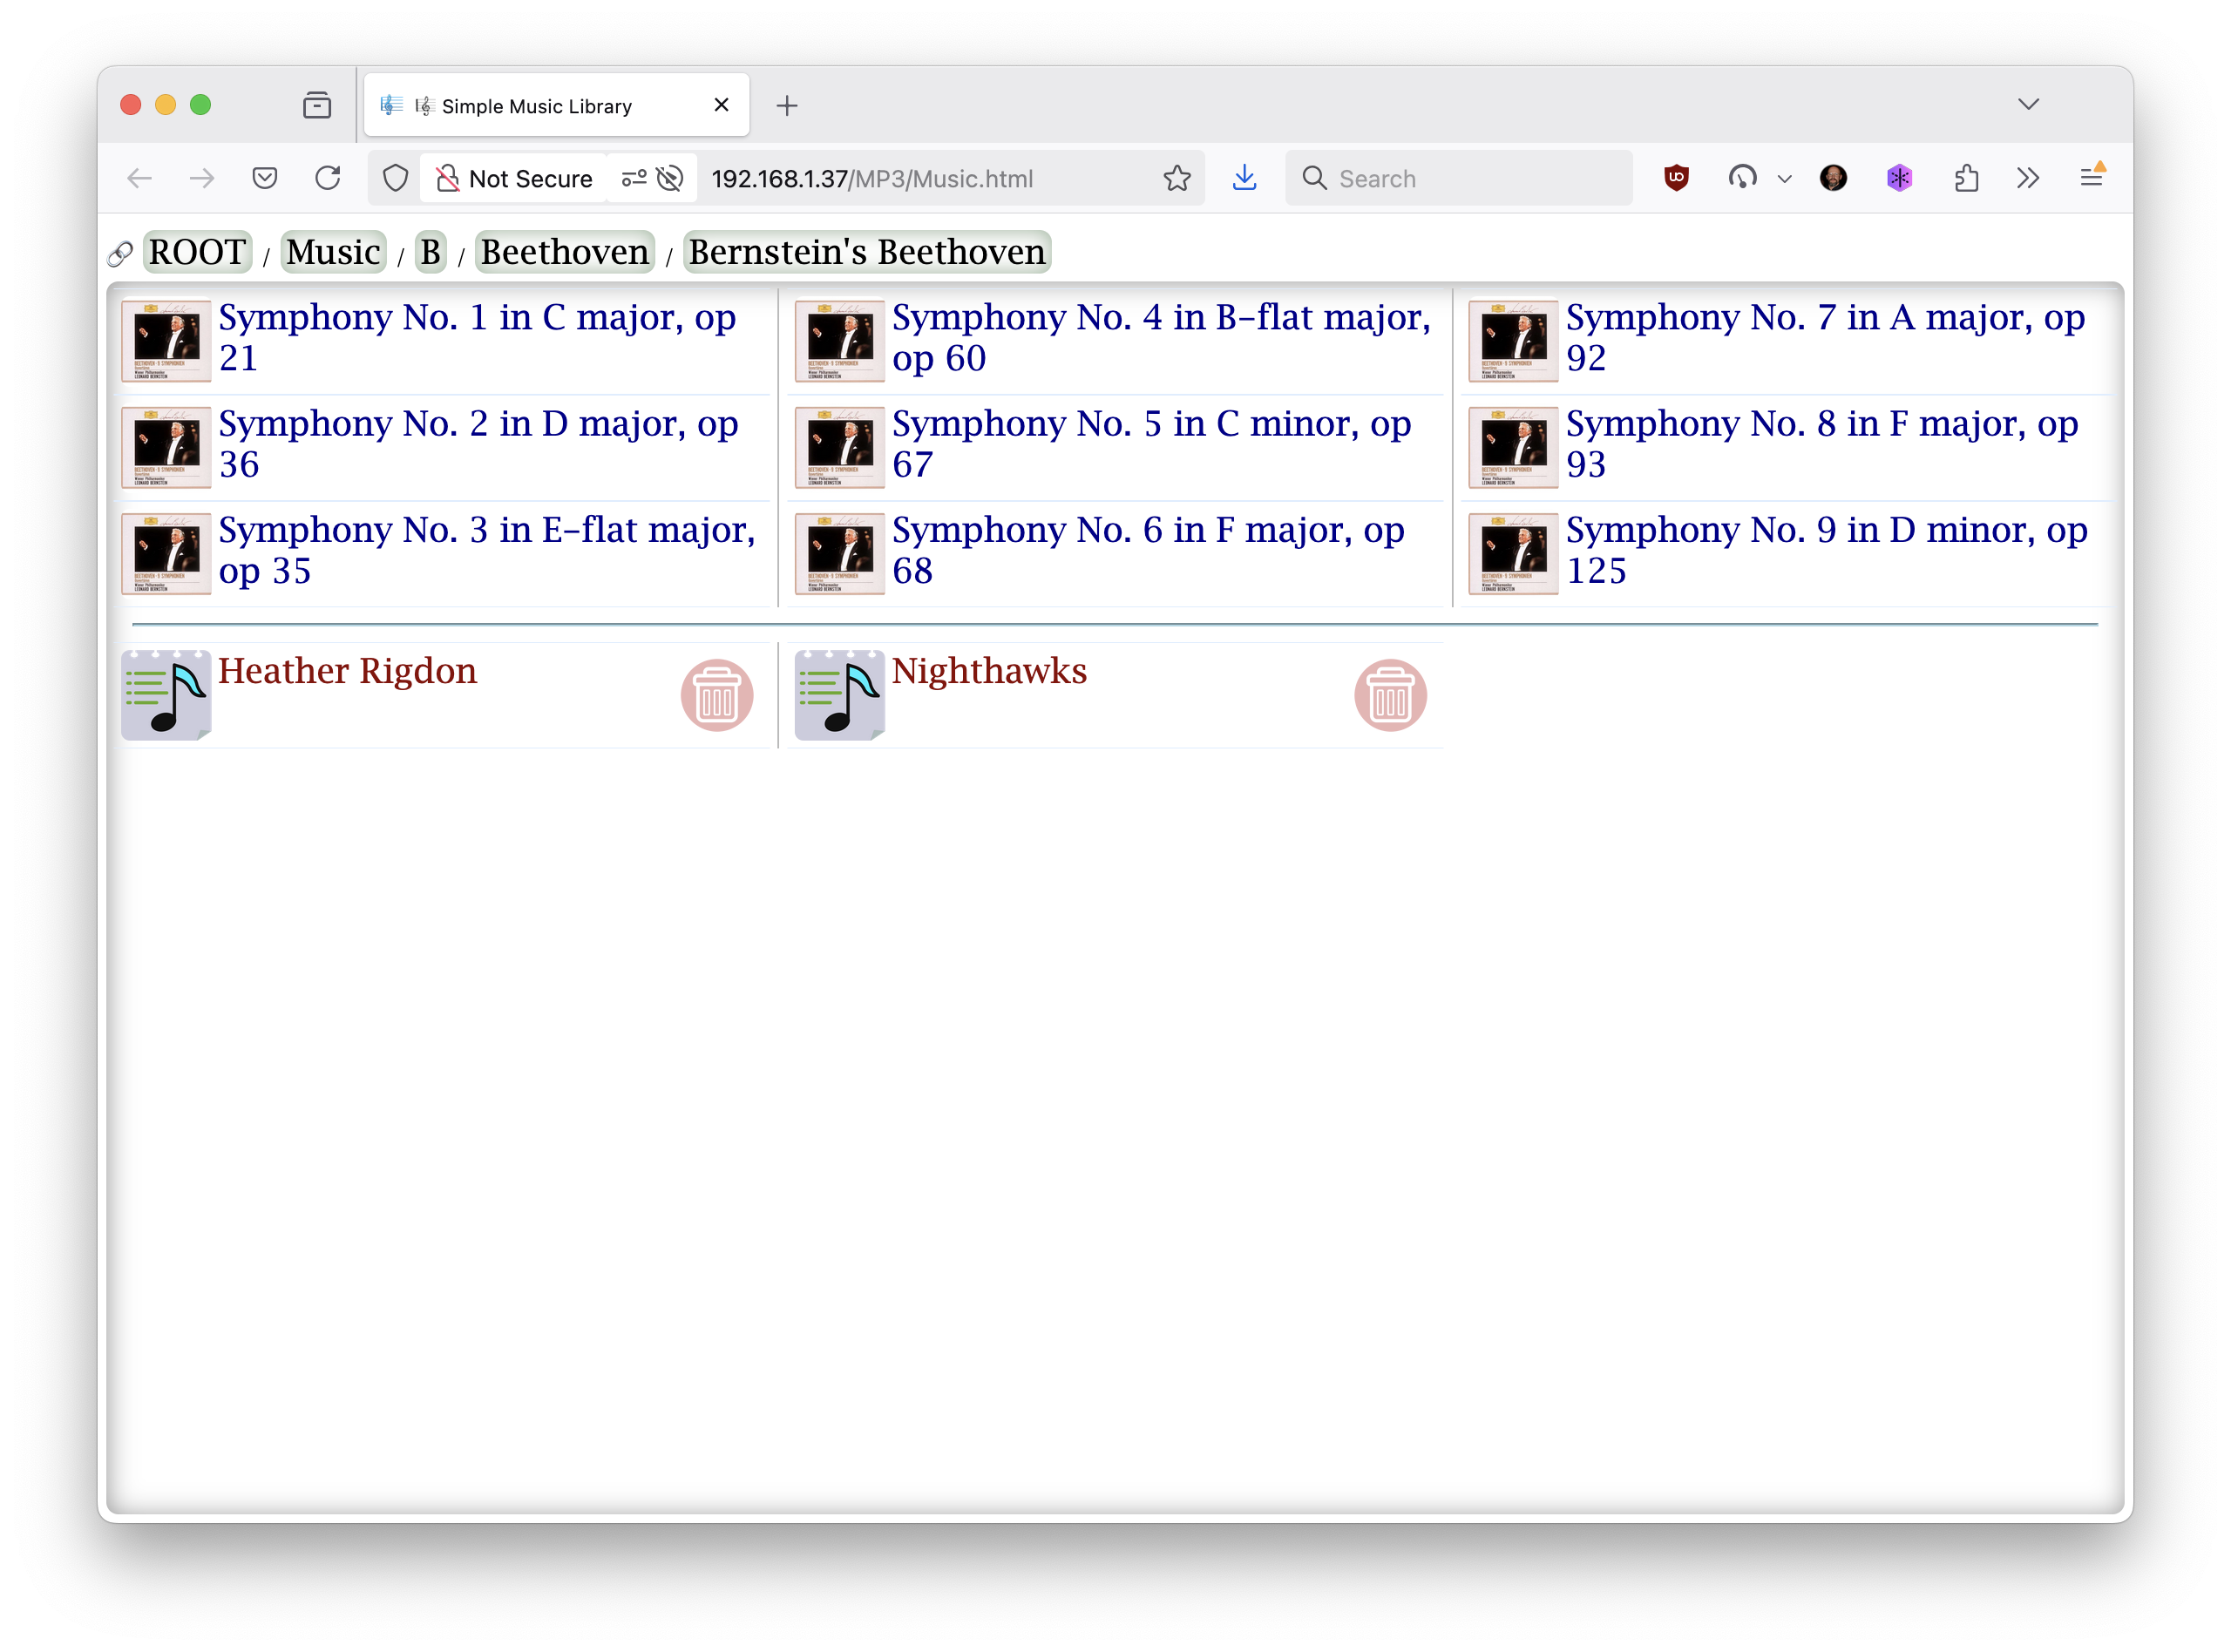 Simple Music Library
Not Secure
192.168.1.37/MP3/Music.html
Search
ROOT / Music / B / Beethoven / Bernstein's Beethoven
Symphony No. 1 in C major, op
21
Symphony No. 2 in D major, op
36
Symphony No. 3 in E-flat major,
op 35
Symphony No. 4 in B-flat major,
op 60
Symphony No. 5 in C minor, op
67
Symphony No. 6 in F major, op
68
Symphony No. 7 in A major, op
92
Symphony No. 8 in F major, op
93
Symphony No. 9 in D minor, op
125
Heather Rigdon
Nighthawks